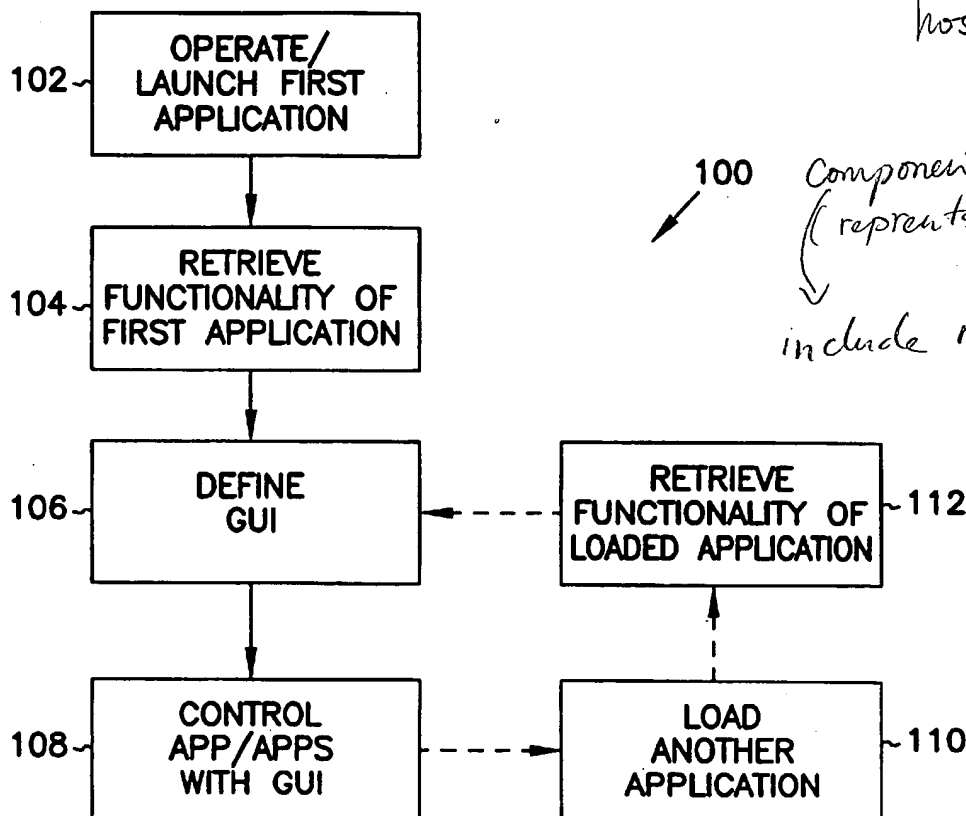 102
OPERATE/
LAUNCH FIRST
APPLICATION
100
104
RETRIEVE
FUNCTIONALITY OF
FIRST APPLICATION
include
106
DEFINE
GUI
RETRIEVE
FUNCTIONALITY OF
LOADED APPLICATION
112
108
CONTROL
APP/APPS
WITH GUI
LOAD
ANOTHER
APPLICATION
110